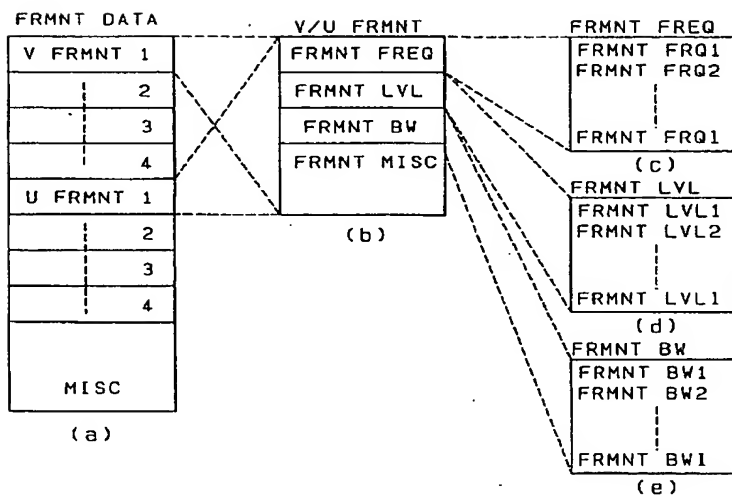 FRMNT DATA
V FRMNT 1
2
3
4
U FRMNT 1
2
3
4
MISC
(a)
V/U FRMNT
FRMNT FREQ
FRMNT LVL
FRMNT BW
FRMNT MISC
(b)
FRMNT FREQ
FRMNT FRQ1
FRMNT FRQ2
FRMNT FRQ1
(c)
FRMNT LVL
FRMNT LVL1
FRMNT LVL2
FRMNT LVL1
(d)
FRMNT BW
FRMNT BW1
FRMNT BW2
FRMNT BW1
(e)